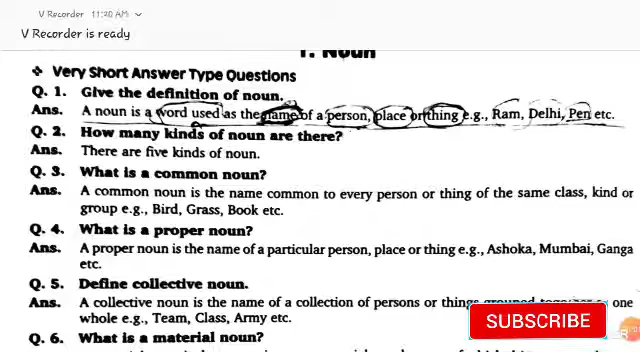 V Recorder 11:20 AM
V Recorder is ready
1. Noun
❖ Very Short Answer Type Questions
Q. 1. Give the definition of noun.
Ans. A noun is a word used as the name of a person, place or thing e.g., Ram, Delhi, Pen etc.
Q. 2. How many kinds of noun are there?
Ans. There are five kinds of noun.
Q. 3. What is a common noun?
Ans. A common noun is the name common to every person or thing of the same class, kind or
group e.g., Bird, Grass, Book etc.
Q. 4. What is a proper noun?
Ans. A proper noun is the name of a particular person, place or thing e.g., Ashoka, Mumbai, Ganga
etc.
Q. 5. Define collective noun.
Ans. A collective noun is the name of a collection of persons or things grouped together as one
whole e.g., Team, Class, Army etc.
SUBSCRIBE
Q. 6. What is a material noun?